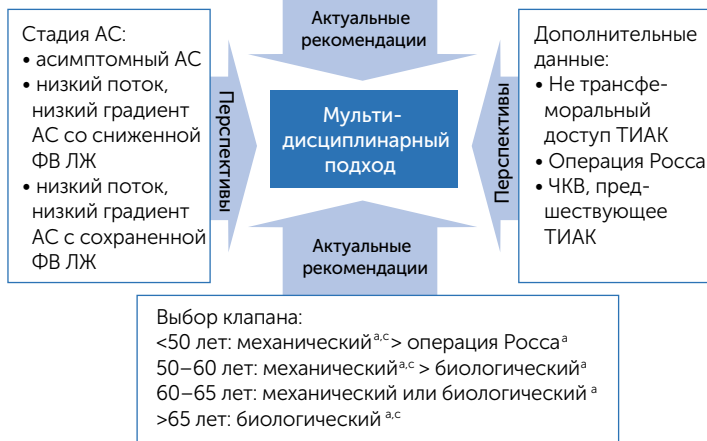 Актуальные
рекомендации
Стадия АС:
• асимптомный АС
• низкий поток,
низкий градиент
АС со сниженной
ФВ ЛЖ
• низкий поток,
низкий градиент
АС с сохраненной
ФВ ЛЖ
Перспективы
Мульти-
дисциплинарный
подход
Перспективы
Дополнительные
данные:
• Не трансфе-
моральный
доступ ТИАК
• Операция Росса
• ЧКВ, пред-
шествующее
ТИАК
Актуальные
рекомендации
Выбор клапана:
<50 лет: механический a,c > операция Росса a
50–60 лет: механический a,c > биологический a
60–65 лет: механический или биологический a
>65 лет: биологический a,c